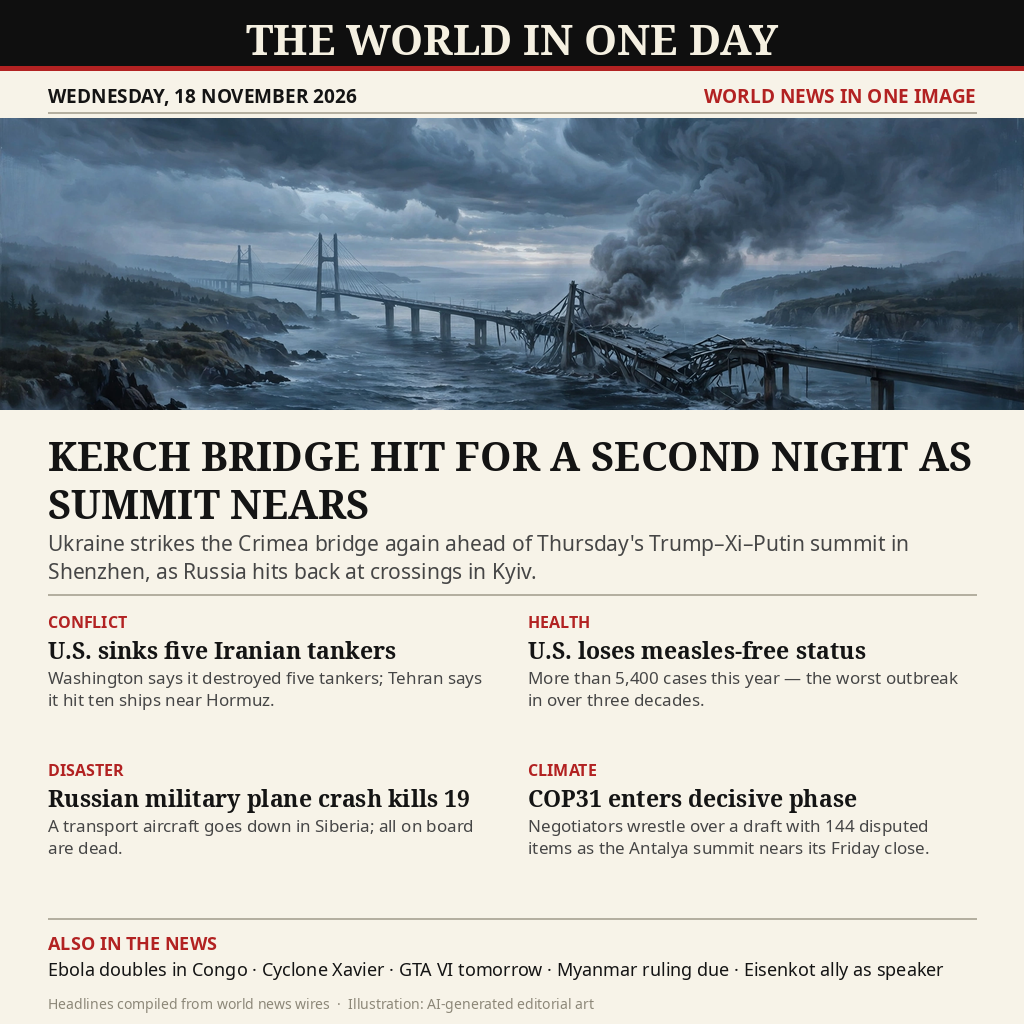 THE WORLD IN ONE DAY
WEDNESDAY, 18 NOVEMBER 2026
WORLD NEWS IN ONE IMAGE
KERCH BRIDGE HIT FOR A SECOND NIGHT AS
SUMMIT NEARS
Ukraine strikes the Crimea bridge again ahead of Thursday's Trump–Xi–Putin summit in
Shenzhen, as Russia hits back at crossings in Kyiv.
CONFLICT
U.S. sinks five Iranian tankers
Washington says it destroyed five tankers; Tehran says
it hit ten ships near Hormuz.
HEALTH
U.S. loses measles-free status
More than 5,400 cases this year — the worst outbreak
in over three decades.
DISASTER
Russian military plane crash kills 19
A transport aircraft goes down in Siberia; all on board
are dead.
CLIMATE
COP31 enters decisive phase
Negotiators wrestle over a draft with 144 disputed
items as the Antalya summit nears its Friday close.
ALSO IN THE NEWS
Ebola doubles in Congo · Cyclone Xavier · GTA VI tomorrow · Myanmar ruling due · Eisenkot ally as speaker
Headlines compiled from world news wires · Illustration: AI-generated editorial art